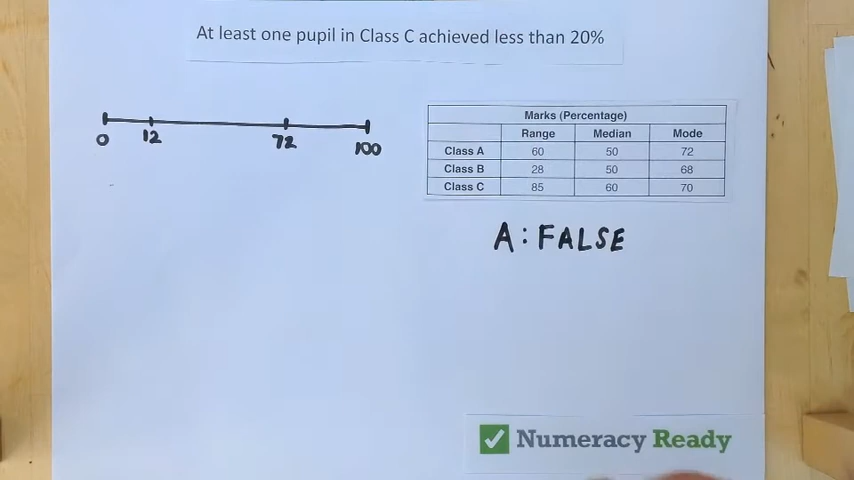 At least one pupil in Class C achieved less than 20%
0 12 72 100
Marks (Percentage)
Range Median Mode
Class A 60 50 72
Class B 28 50 68
Class C 85 60 70
A: FALSE
Numeracy Ready